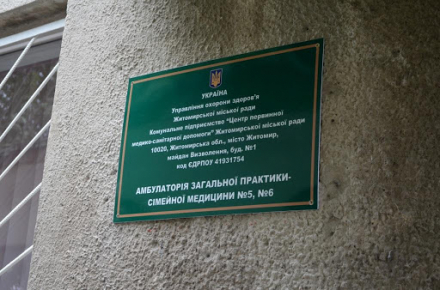 УКРАЇНА
Управління охорони здоров'я
Житомирської міської ради
Комунальне підприємство "Центр первинної
медико-санітарної допомоги" Житомирської міської ради
10020, Житомирська обл., місто Житомир,
майдан Визволення, буд. №1
код ЄДРПОУ 41931754
АМБУЛАТОРІЯ ЗАГАЛЬНОЇ ПРАКТИКИ-
СІМЕЙНОЇ МЕДИЦИНИ №5, №6